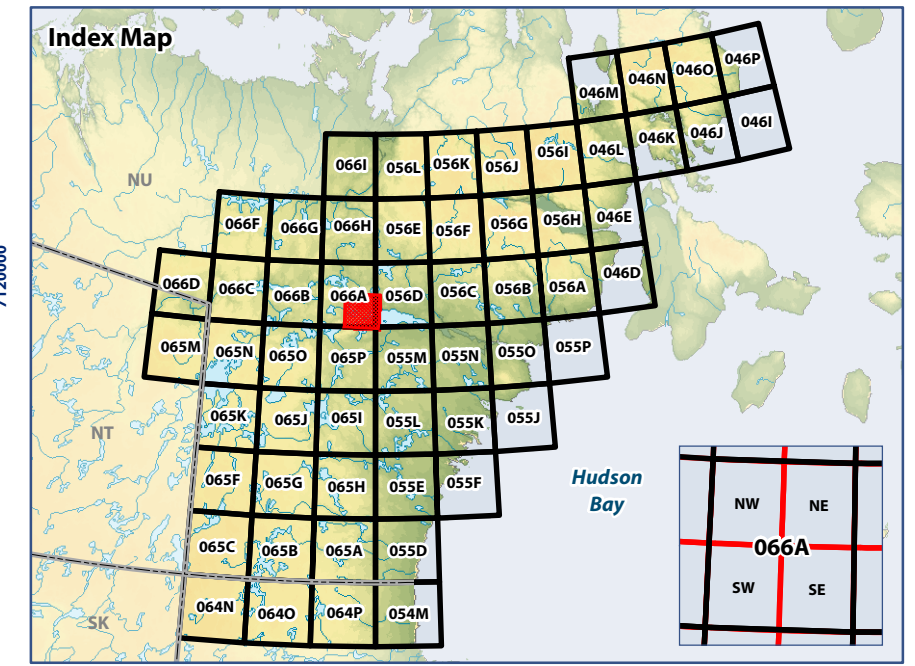 Index Map
046M 046N 046O 046P
046L 046K 046J 046I
066I 056L 056K 056J 056I
NU
066F 066G 066H 056E 056F 056G 056H 046E
066D 066C 066B 066A 056D 056C 056B 056A 046D
7120000
065M 065N 065O 065P 055M 055N 055O 055P
065K 065J 065I 055L 055K 055J
NT
065F 065G 065H 055E 055F
Hudson
Bay
065C 065B 065A 055D
064N 064O 064P 054M
SK
NW NE
066A
SW SE